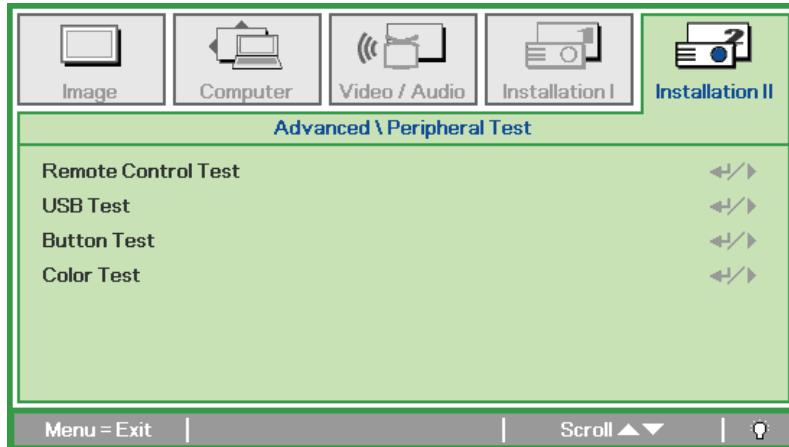 Image Computer Video / Audio Installation I Installation II
Advanced \ Peripheral Test
Remote Control Test
USB Test
Button Test
Color Test
Menu = Exit Scroll